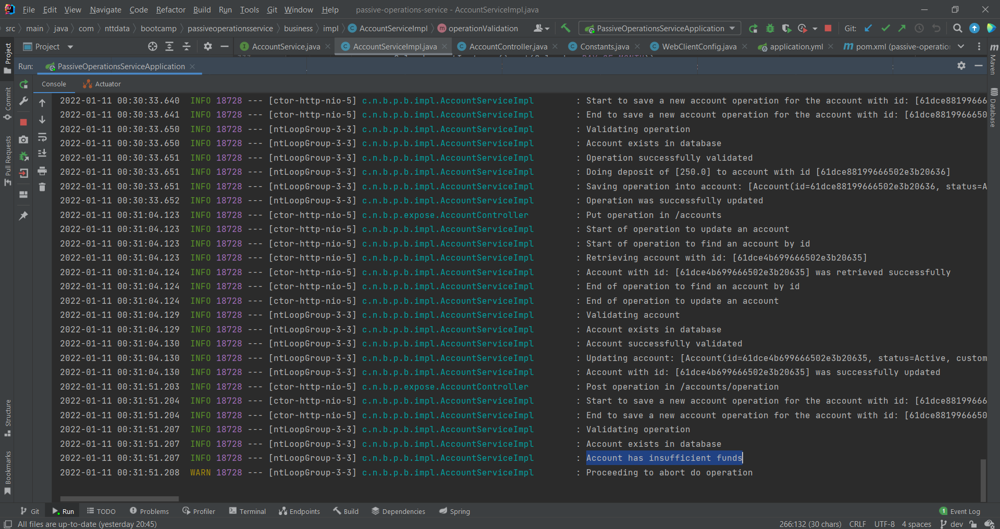 File Edit View Navigate Code Refactor Build Run Tools Git Window Help passive-operations-service - AccountServiceImpl.java
src main java com nttdata bootcamp passiveoperationsservice business impl AccountServiceImpl operationValidation PassiveOperationsServiceApplication Git:
Project AccountService.java AccountServiceImpl.java AccountController.java Constants.java WebClientConfig.java application.yml pom.xml (passive-operatio
Run: PassiveOperationsServiceApplication
Console Actuator
2022-01-11 00:30:33.640 INFO 18728 --- [ctor-http-nio-5] c.n.b.p.b.impl.AccountServiceImpl : Start to save a new account operation for the account with id: [61dce88199666
2022-01-11 00:30:33.641 INFO 18728 --- [ctor-http-nio-5] c.n.b.p.b.impl.AccountServiceImpl : End to save a new account operation for the account with id: [61dce8819966650
2022-01-11 00:30:33.650 INFO 18728 --- [ntLoopGroup-3-3] c.n.b.p.b.impl.AccountServiceImpl : Validating operation
2022-01-11 00:30:33.650 INFO 18728 --- [ntLoopGroup-3-3] c.n.b.p.b.impl.AccountServiceImpl : Account exists in database
2022-01-11 00:30:33.651 INFO 18728 --- [ntLoopGroup-3-3] c.n.b.p.b.impl.AccountServiceImpl : Operation successfully validated
2022-01-11 00:30:33.651 INFO 18728 --- [ntLoopGroup-3-3] c.n.b.p.b.impl.AccountServiceImpl : Doing deposit of [250.0] to account with id [61dce88199666502e3b20636]
2022-01-11 00:30:33.651 INFO 18728 --- [ntLoopGroup-3-3] c.n.b.p.b.impl.AccountServiceImpl : Saving operation into account: [Account(id=61dce88199666502e3b20636, status=A
2022-01-11 00:30:33.652 INFO 18728 --- [ntLoopGroup-3-3] c.n.b.p.b.impl.AccountServiceImpl : Operation was successfully updated
2022-01-11 00:31:04.123 INFO 18728 --- [ctor-http-nio-5] c.n.b.p.expose.AccountController : Put operation in /accounts
2022-01-11 00:31:04.123 INFO 18728 --- [ctor-http-nio-5] c.n.b.p.b.impl.AccountServiceImpl : Start of operation to update an account
2022-01-11 00:31:04.123 INFO 18728 --- [ctor-http-nio-5] c.n.b.p.b.impl.AccountServiceImpl : Start of operation to find an account by id
2022-01-11 00:31:04.123 INFO 18728 --- [ctor-http-nio-5] c.n.b.p.b.impl.AccountServiceImpl : Retrieving account with id: [61dce4b699666502e3b20635]
2022-01-11 00:31:04.124 INFO 18728 --- [ctor-http-nio-5] c.n.b.p.b.impl.AccountServiceImpl : Account with id: [61dce4b699666502e3b20635] was retrieved successfully
2022-01-11 00:31:04.124 INFO 18728 --- [ctor-http-nio-5] c.n.b.p.b.impl.AccountServiceImpl : End of operation to find an account by id
2022-01-11 00:31:04.124 INFO 18728 --- [ctor-http-nio-5] c.n.b.p.b.impl.AccountServiceImpl : End of operation to update an account
2022-01-11 00:31:04.129 INFO 18728 --- [ntLoopGroup-3-3] c.n.b.p.b.impl.AccountServiceImpl : Validating account
2022-01-11 00:31:04.129 INFO 18728 --- [ntLoopGroup-3-3] c.n.b.p.b.impl.AccountServiceImpl : Account exists in database
2022-01-11 00:31:04.130 INFO 18728 --- [ntLoopGroup-3-3] c.n.b.p.b.impl.AccountServiceImpl : Account successfully validated
2022-01-11 00:31:04.130 INFO 18728 --- [ntLoopGroup-3-3] c.n.b.p.b.impl.AccountServiceImpl : Updating account: [Account(id=61dce4b699666502e3b20635, status=Active, custom
2022-01-11 00:31:04.130 INFO 18728 --- [ntLoopGroup-3-3] c.n.b.p.b.impl.AccountServiceImpl : Account with id: [61dce4b699666502e3b20635] was successfully updated
2022-01-11 00:31:51.203 INFO 18728 --- [ctor-http-nio-5] c.n.b.p.expose.AccountController : Post operation in /accounts/operation
2022-01-11 00:31:51.204 INFO 18728 --- [ctor-http-nio-5] c.n.b.p.b.impl.AccountServiceImpl : Start to save a new account operation for the account with id: [61dce88199666
2022-01-11 00:31:51.204 INFO 18728 --- [ctor-http-nio-5] c.n.b.p.b.impl.AccountServiceImpl : End to save a new account operation for the account with id: [61dce8819966650
2022-01-11 00:31:51.207 INFO 18728 --- [ntLoopGroup-3-3] c.n.b.p.b.impl.AccountServiceImpl : Validating operation
2022-01-11 00:31:51.207 INFO 18728 --- [ntLoopGroup-3-3] c.n.b.p.b.impl.AccountServiceImpl : Account exists in database
2022-01-11 00:31:51.207 INFO 18728 --- [ntLoopGroup-3-3] c.n.b.p.b.impl.AccountServiceImpl : Account has insufficient funds
2022-01-11 00:31:51.208 WARN 18728 --- [ntLoopGroup-3-3] c.n.b.p.b.impl.AccountServiceImpl : Proceeding to abort do operation
Project
Commit
Pull Requests
Structure
Bookmarks
Maven
Database
Git Run TODO Problems Profiler Terminal Endpoints Build Dependencies Spring 1 Event Log
All files are up-to-date (yesterday 20:45) 266:132 (30 chars) CRLF UTF-8 4 spaces dev